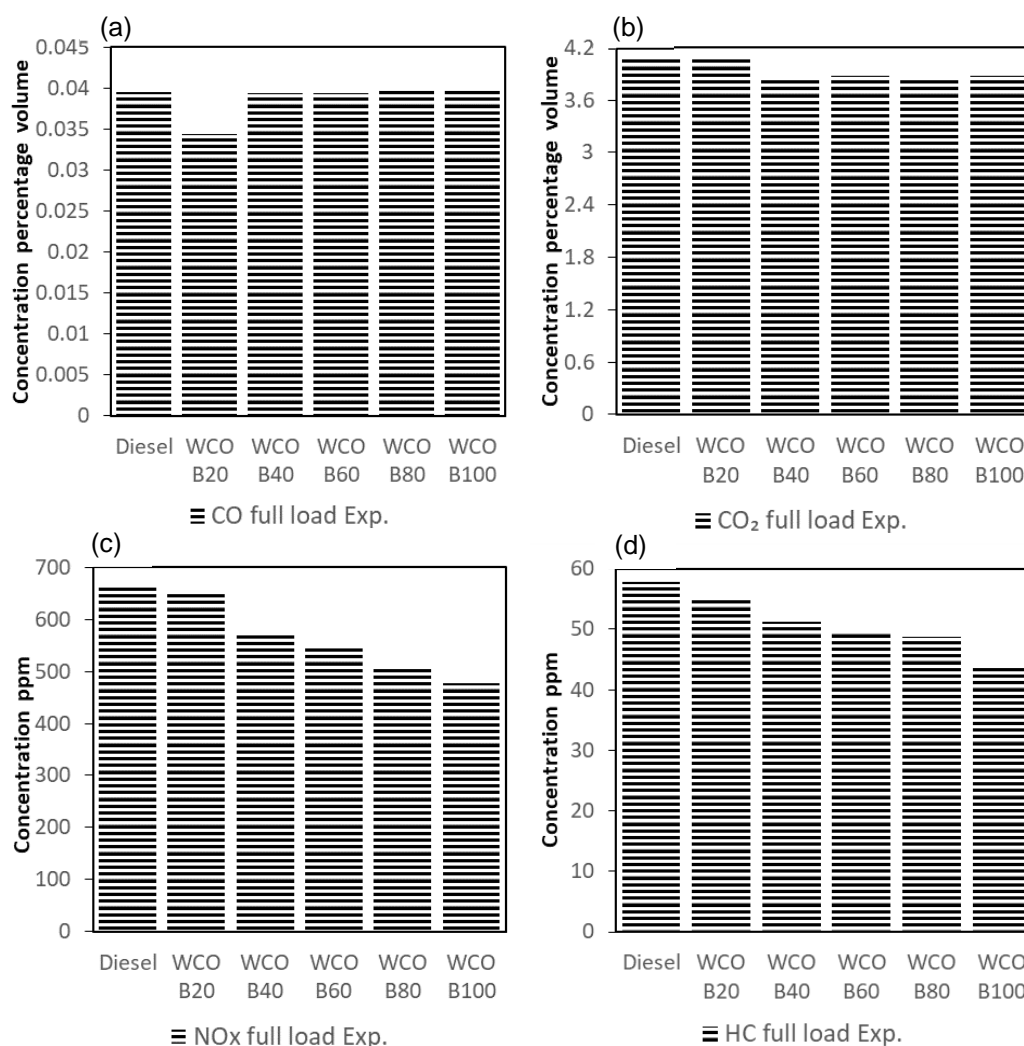 (a)
Concentration percentage volume
0.045
0.04
0.035
0.03
0.025
0.02
0.015
0.01
0.005
0
Diesel WCO WCO WCO WCO WCO
B20 B40 B60 B80 B100
CO full load Exp.
(b)
Concentration percentage volume
4.2
3.6
3
2.4
1.8
1.2
0.6
0
Diesel WCO WCO WCO WCO WCO
B20 B40 B60 B80 B100
CO₂ full load Exp.
(c)
Concentration ppm
700
600
500
400
300
200
100
0
Diesel WCO WCO WCO WCO WCO
B20 B40 B60 B80 B100
NOx full load Exp.
(d)
Concentration ppm
60
50
40
30
20
10
0
Diesel WCO WCO WCO WCO WCO
B20 B40 B60 B80 B100
HC full load Exp.